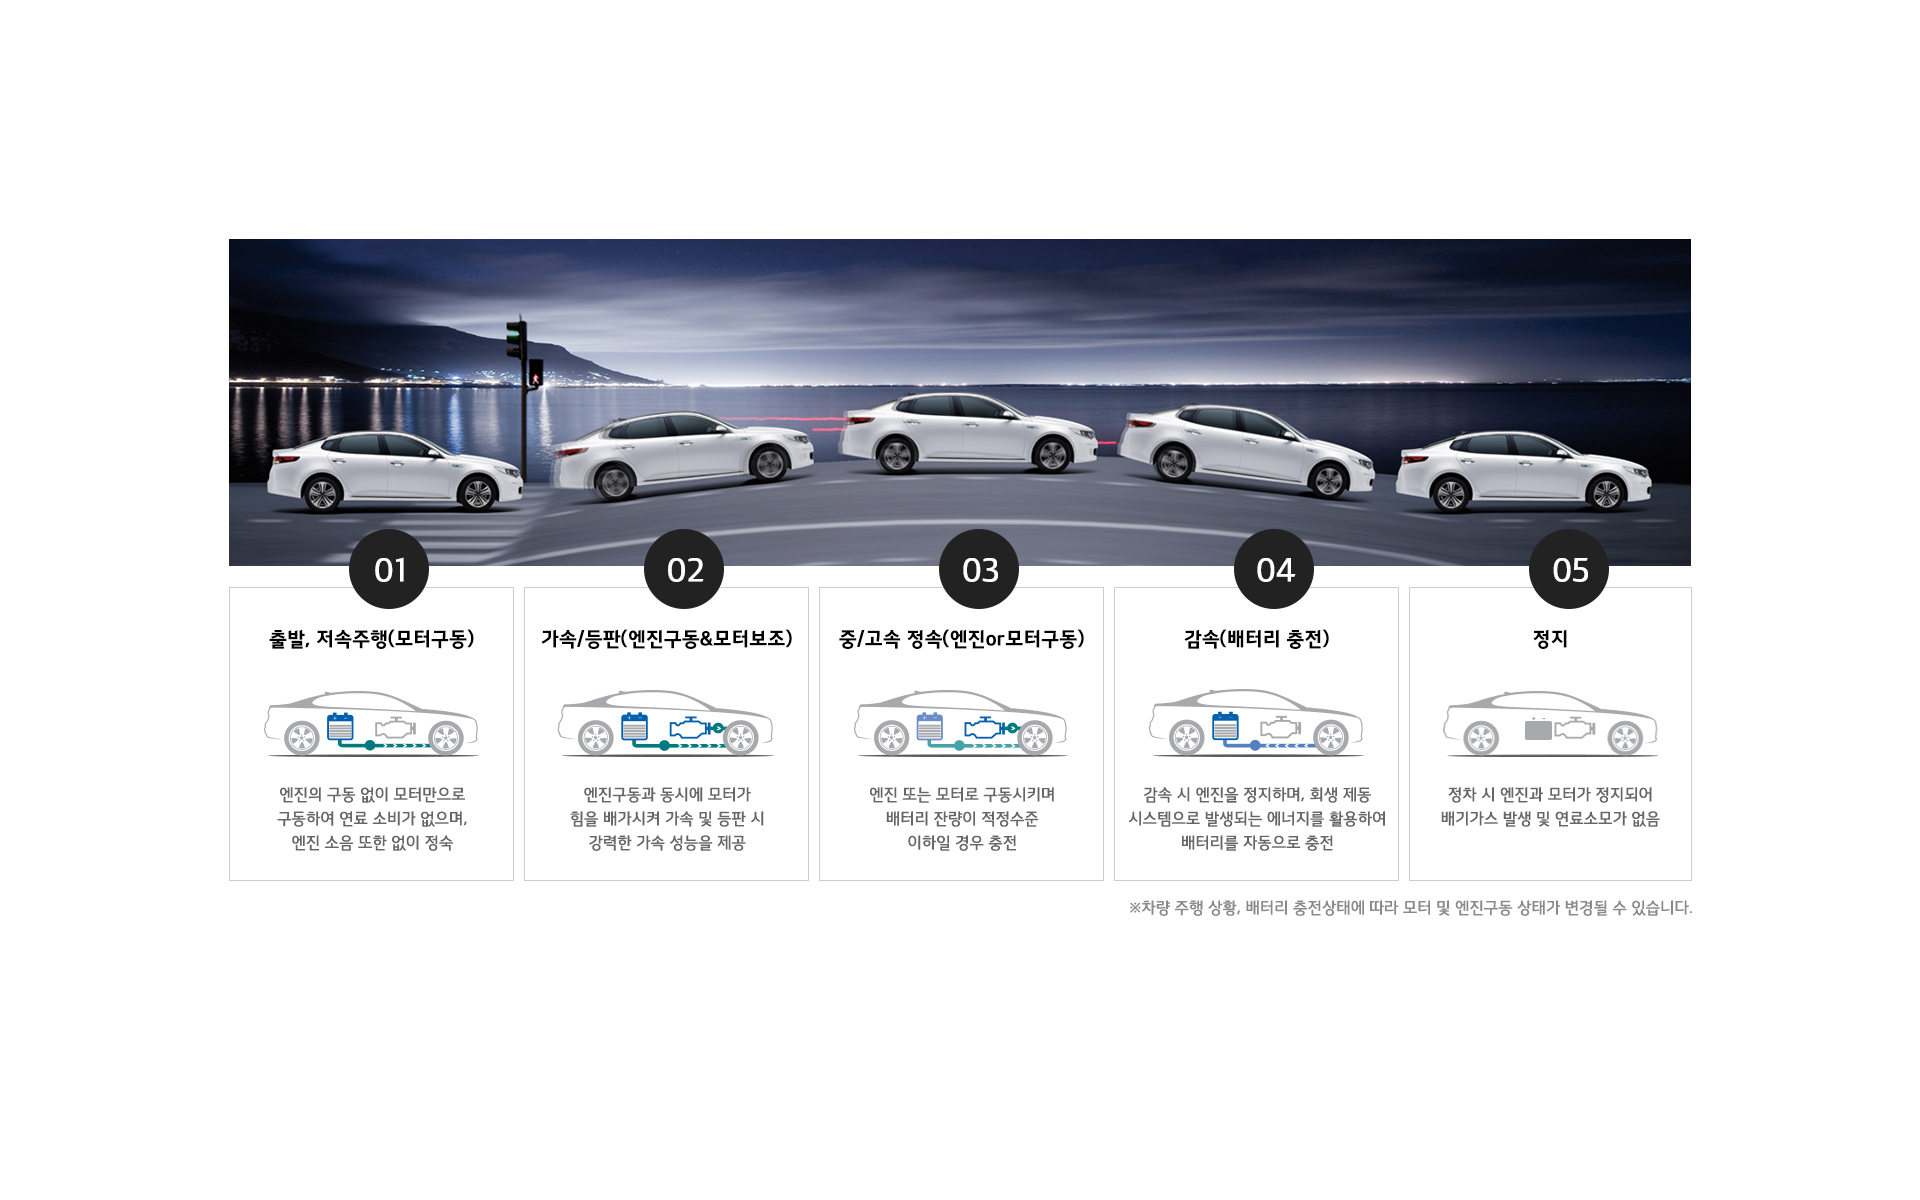 01
출발, 저속주행(모터구동)
엔진의 구동 없이 모터만으로
구동하여 연료 소비가 없으며,
엔진 소음 또한 없이 정숙
02
가속/등판(엔진구동&모터보조)
엔진구동과 동시에 모터가
힘을 배가시켜 가속 및 등판 시
강력한 가속 성능을 제공
03
중/고속 정속(엔진or모터구동)
엔진 또는 모터로 구동시키며
배터리 잔량이 적정수준
이하일 경우 충전
04
감속(배터리 충전)
감속 시 엔진을 정지하며, 회생 제동
시스템으로 발생되는 에너지를 활용하여
배터리를 자동으로 충전
05
정지
정차 시 엔진과 모터가 정지되어
배기가스 발생 및 연료소모가 없음
※차량 주행 상황, 배터리 충전상태에 따라 모터 및 엔진구동 상태가 변경될 수 있습니다.